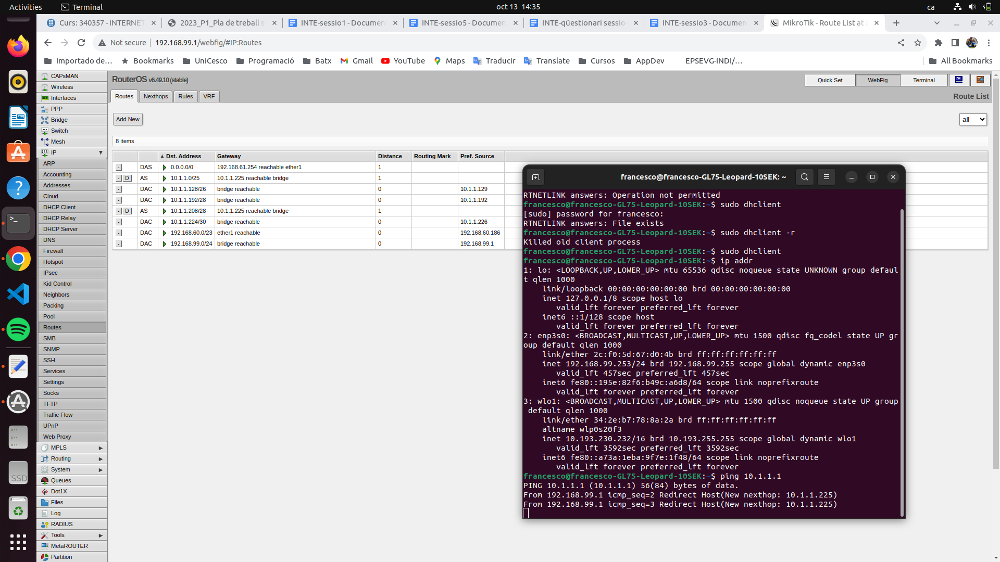 Activities
Terminal
oct 13 14:35
ca
Curs: 340357 - INTERNET
2023_P1_Pla de treball s
INTE-sessio1 - Documen
INTE-sessio5 - Documen
INTE-qüestionari sessio
INTE-sessio3 - Documen
MikroTik - Route List at a
Not secure
192.168.99.1/webfig/#IP:Routes
Importado de...
Bookmarks
UniCesco
Programació
Batx
Gmail
YouTube
Maps
Traducir
Translate
Cursos
AppDev
EPSEVG-INDI/...
All Bookmarks
CAPsMAN
Wireless
Interfaces
PPP
Bridge
Switch
Mesh
IP
ARP
Accounting
Addresses
Cloud
DHCP Client
DHCP Relay
DHCP Server
DNS
Firewall
Hotspot
IPsec
Kid Control
Neighbors
Packing
Pool
Routes
SMB
SNMP
SSH
Services
Settings
Socks
TFTP
Traffic Flow
UPnP
Web Proxy
MPLS
Routing
System
Queues
Dot1X
Files
Log
RADIUS
Tools
MetaROUTER
Partition
SSD
RouterOS v6.49.10 (stable)
Quick Set
WebFig
Terminal
Routes
Nexthops
Rules
VRF
Route List
Add New
all
8 items
Dst. Address Gateway Distance Routing Mark Pref. Source
- DAS 0.0.0.0/0 192.168.61.254 reachable ether1 1
- D AS 10.1.1.0/25 10.1.1.225 reachable bridge 1
- DAC 10.1.1.128/26 bridge reachable 0 10.1.1.129
- DAC 10.1.1.192/28 bridge reachable 0 10.1.1.192
- D AS 10.1.1.208/28 10.1.1.225 reachable bridge 1
- DAC 10.1.1.224/30 bridge reachable 0 10.1.1.226
- DAC 192.168.60.0/23 ether1 reachable 0 192.168.60.186
- DAC 192.168.99.0/24 bridge reachable 0 192.168.99.1
francesco@francesco-GL75-Leopard-10SEK: ~
RTNETLINK answers: Operation not permitted
francesco@francesco-GL75-Leopard-10SEK:~$ sudo dhclient
[sudo] password for francesco:
RTNETLINK answers: File exists
francesco@francesco-GL75-Leopard-10SEK:~$ sudo dhclient -r
Killed old client process
francesco@francesco-GL75-Leopard-10SEK:~$ sudo dhclient
francesco@francesco-GL75-Leopard-10SEK:~$ ip addr
1: lo: <LOOPBACK,UP,LOWER_UP> mtu 65536 qdisc noqueue state UNKNOWN group defaul
t qlen 1000
link/loopback 00:00:00:00:00:00 brd 00:00:00:00:00:00
inet 127.0.0.1/8 scope host lo
valid_lft forever preferred_lft forever
inet6 ::1/128 scope host
valid_lft forever preferred_lft forever
2: enp3s0: <BROADCAST,MULTICAST,UP,LOWER_UP> mtu 1500 qdisc fq_codel state UP gr
oup default qlen 1000
link/ether 2c:f0:5d:67:d0:4b brd ff:ff:ff:ff:ff:ff
inet 192.168.99.253/24 brd 192.168.99.255 scope global dynamic enp3s0
valid_lft 457sec preferred_lft 457sec
inet6 fe80::195e:82f6:b49c:a6d8/64 scope link noprefixroute
valid_lft forever preferred_lft forever
3: wlo1: <BROADCAST,MULTICAST,UP,LOWER_UP> mtu 1500 qdisc noqueue state UP group
default qlen 1000
link/ether 34:2e:b7:78:8a:2a brd ff:ff:ff:ff:ff:ff
altname wlp0s20f3
inet 10.193.230.232/16 brd 10.193.255.255 scope global dynamic wlo1
valid_lft 3592sec preferred_lft 3592sec
inet6 fe80::a73a:1eba:9f7e:1f48/64 scope link noprefixroute
valid_lft forever preferred_lft forever
francesco@francesco-GL75-Leopard-10SEK:~$ ping 10.1.1.1
PING 10.1.1.1 (10.1.1.1) 56(84) bytes of data.
From 192.168.99.1 icmp_seq=2 Redirect Host(New nexthop: 10.1.1.225)
From 192.168.99.1 icmp_seq=3 Redirect Host(New nexthop: 10.1.1.225)